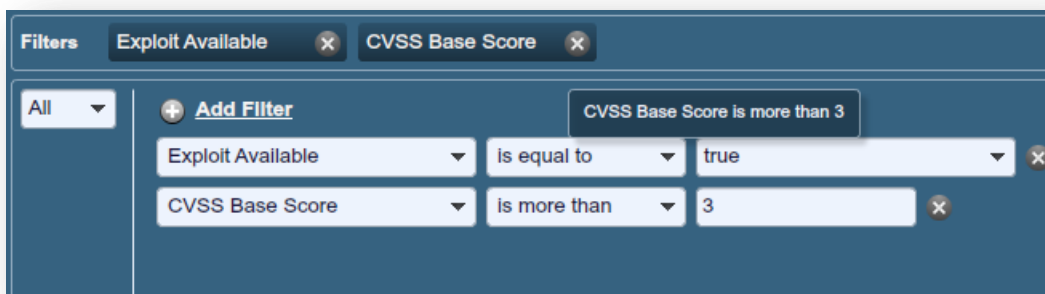 Filters Exploit Available CVSS Base Score
All Add Filter CVSS Base Score is more than 3
Exploit Available is equal to true
CVSS Base Score is more than 3